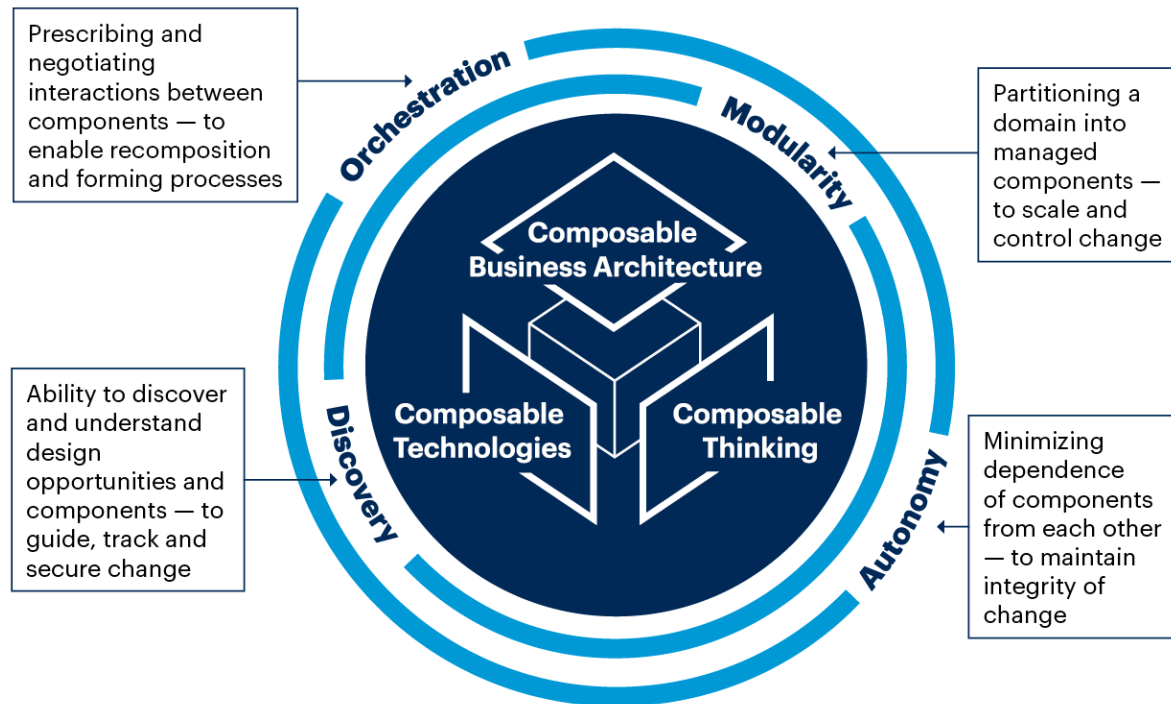 Prescribing and
negotiating
interactions between
components — to
enable recomposition
and forming processes
Orchestration
Modularity
Partitioning a
domain into
managed
components —
to scale and
control change
Composable
Business Architecture
Composable
Technologies
Composable
Thinking
Ability to discover
and understand
design
opportunities and
components — to
guide, track and
secure change
Discovery
Autonomy
Minimizing
dependence
of components
from each other
— to maintain
integrity of
change